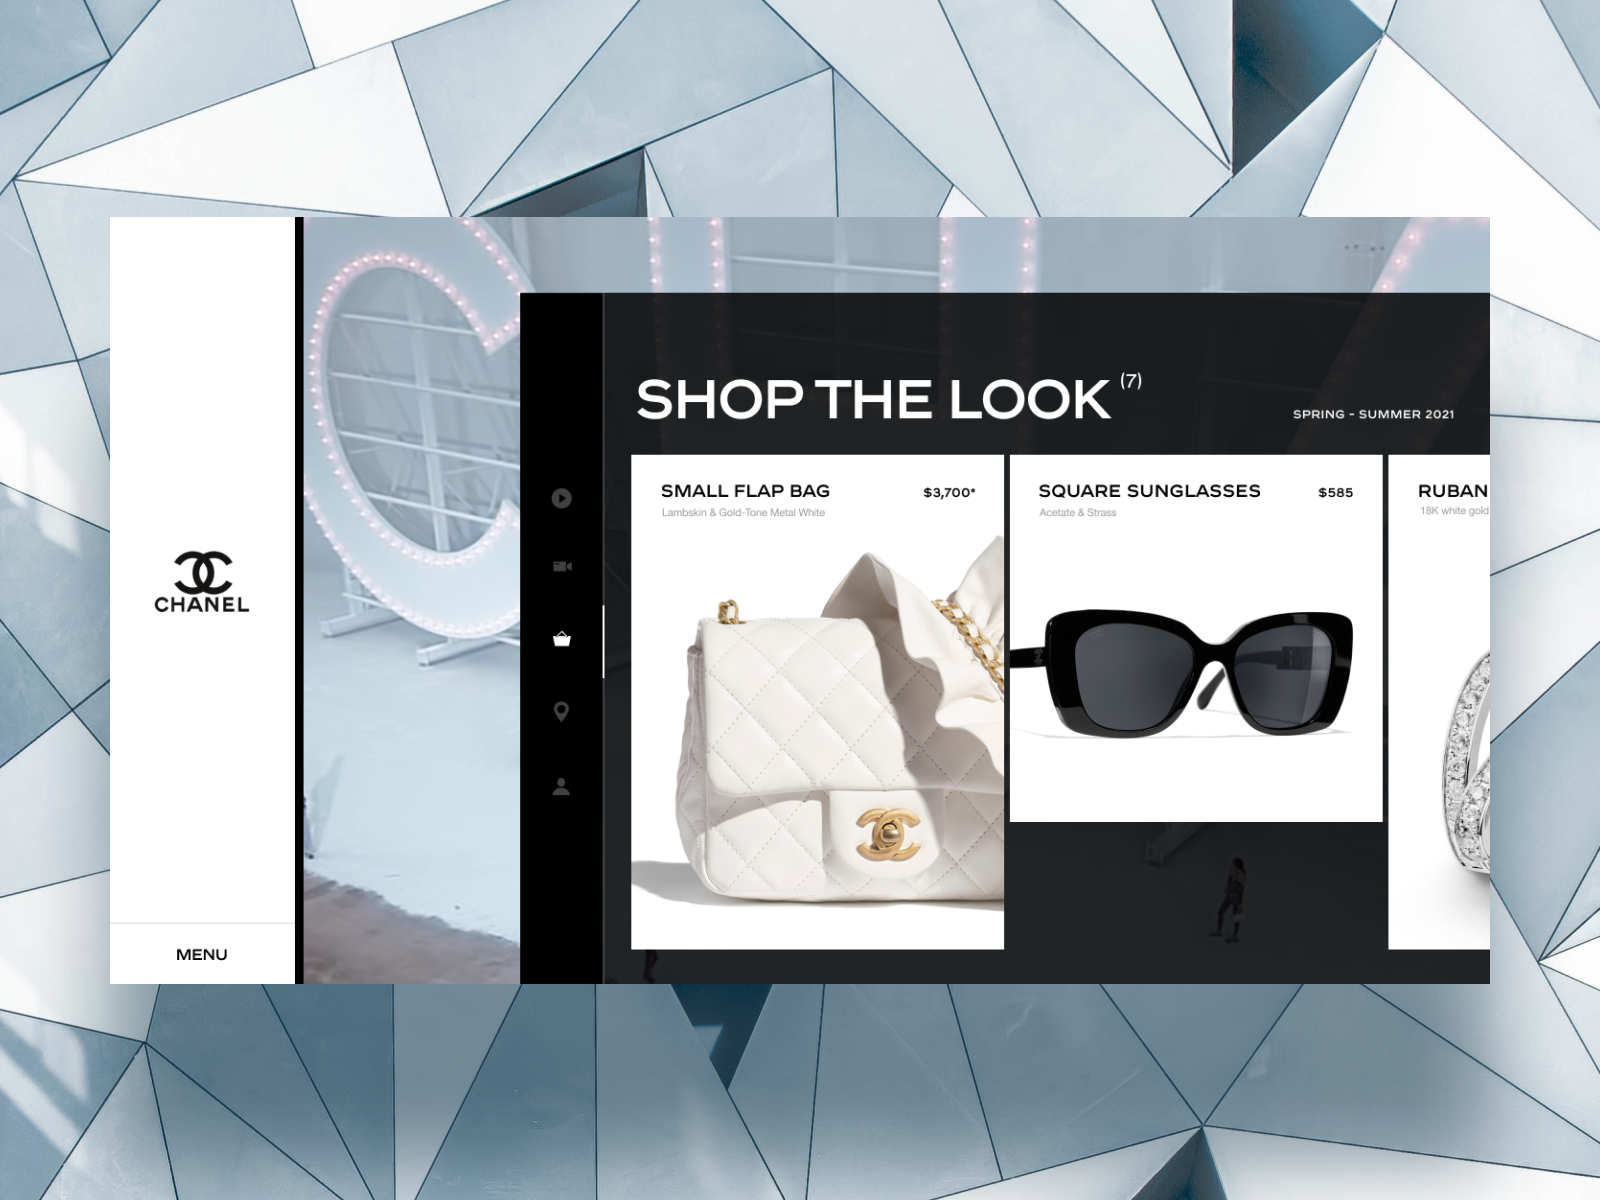 CHANEL
MENU
SHOP THE LOOK (7)
SPRING - SUMMER 2021
SMALL FLAP BAG
$3,700*
Lambskin & Gold-Tone Metal White
SQUARE SUNGLASSES
$585
Acetate & Strass
RUBAN
18K white gold